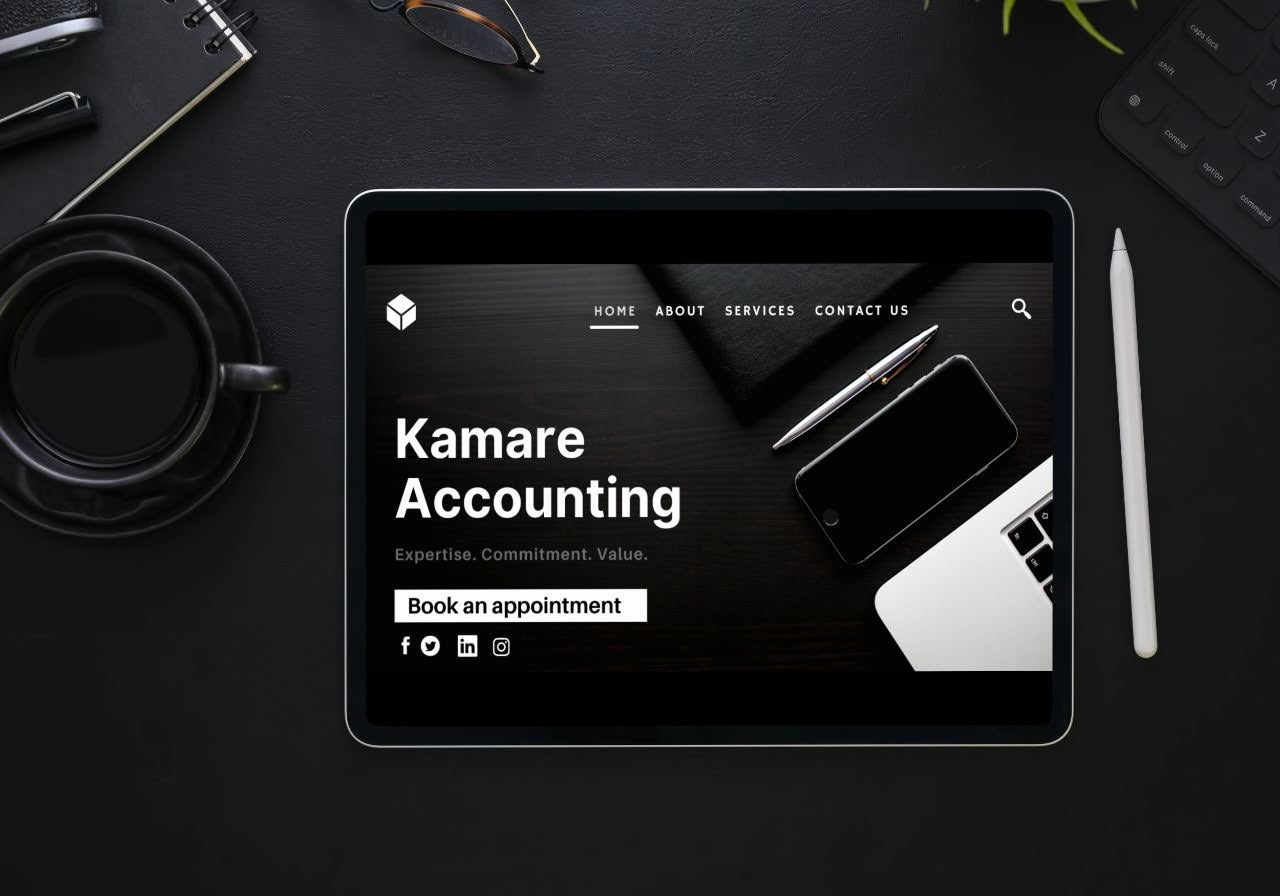 caps lock
A
shift
Z
control
option
command
HOME ABOUT SERVICES CONTACT US
Kamare
Accounting
Expertise. Commitment. Value.
Book an appointment
f in